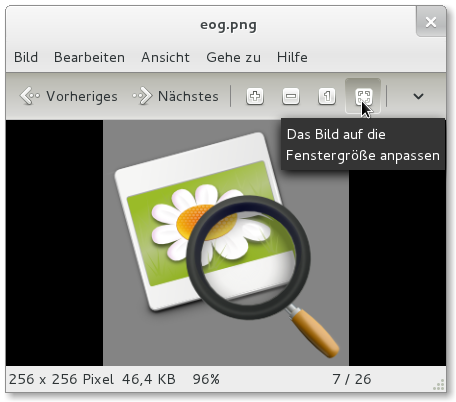 eog.png
Bild Bearbeiten Ansicht Gehe zu Hilfe
Vorheriges Nächstes
Das Bild auf die
Fenstergröße anpassen
256 x 256 Pixel 46,4 KB 96% 7 / 26